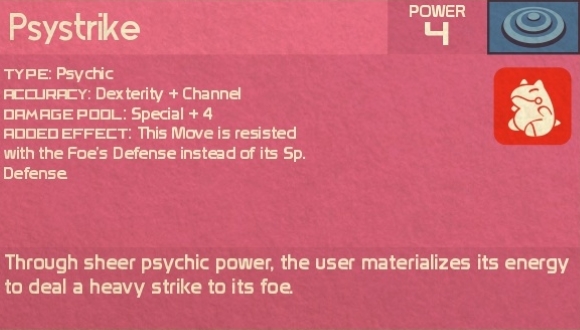 Psystrike
POWER
4
TYPE: Psychic
ACCURACY: Dexterity + Channel
DAMAGE POOL: Special + 4
ADDED EFFECT: This Move is resisted
with the Foe's Defense instead of its Sp.
Defense.
Through sheer psychic power, the user materializes its energy
to deal a heavy strike to its foe.